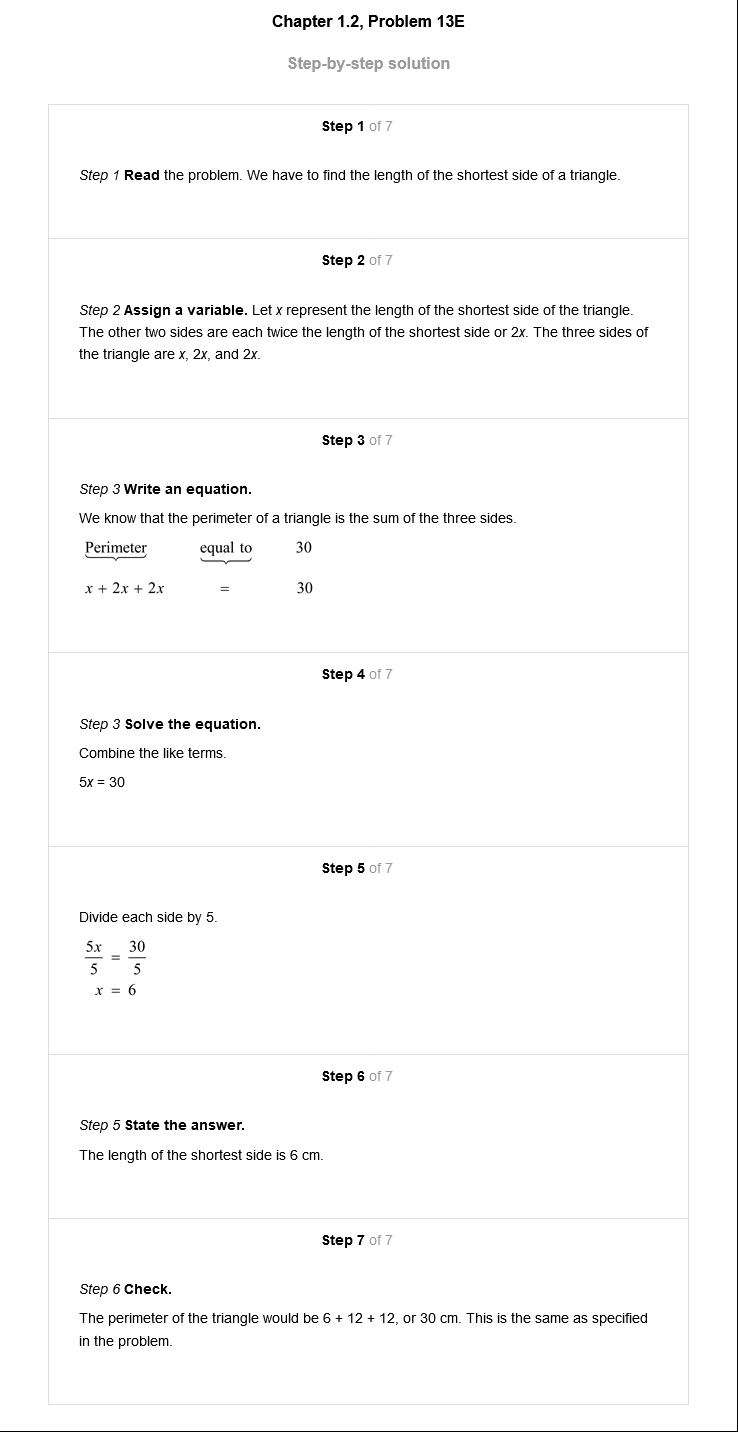 Chapter 1.2, Problem 13E
Step-by-step solution
Step 1 of 7
Step 1 Read the problem. We have to find the length of the shortest side of a triangle.
Step 2 of 7
Step 2 Assign a variable. Let x represent the length of the shortest side of the triangle.
The other two sides are each twice the length of the shortest side or 2x. The three sides of
the triangle are x, 2x, and 2x.
Step 3 of 7
Step 3 Write an equation.
We know that the perimeter of a triangle is the sum of the three sides.
Perimeter equal to 30
x + 2x + 2x = 30
Step 4 of 7
Step 3 Solve the equation.
Combine the like terms.
5x = 30
Step 5 of 7
Divide each side by 5.
5x/5 = 30/5
x = 6
Step 6 of 7
Step 5 State the answer.
The length of the shortest side is 6 cm.
Step 7 of 7
Step 6 Check.
The perimeter of the triangle would be 6 + 12 + 12, or 30 cm. This is the same as specified
in the problem.